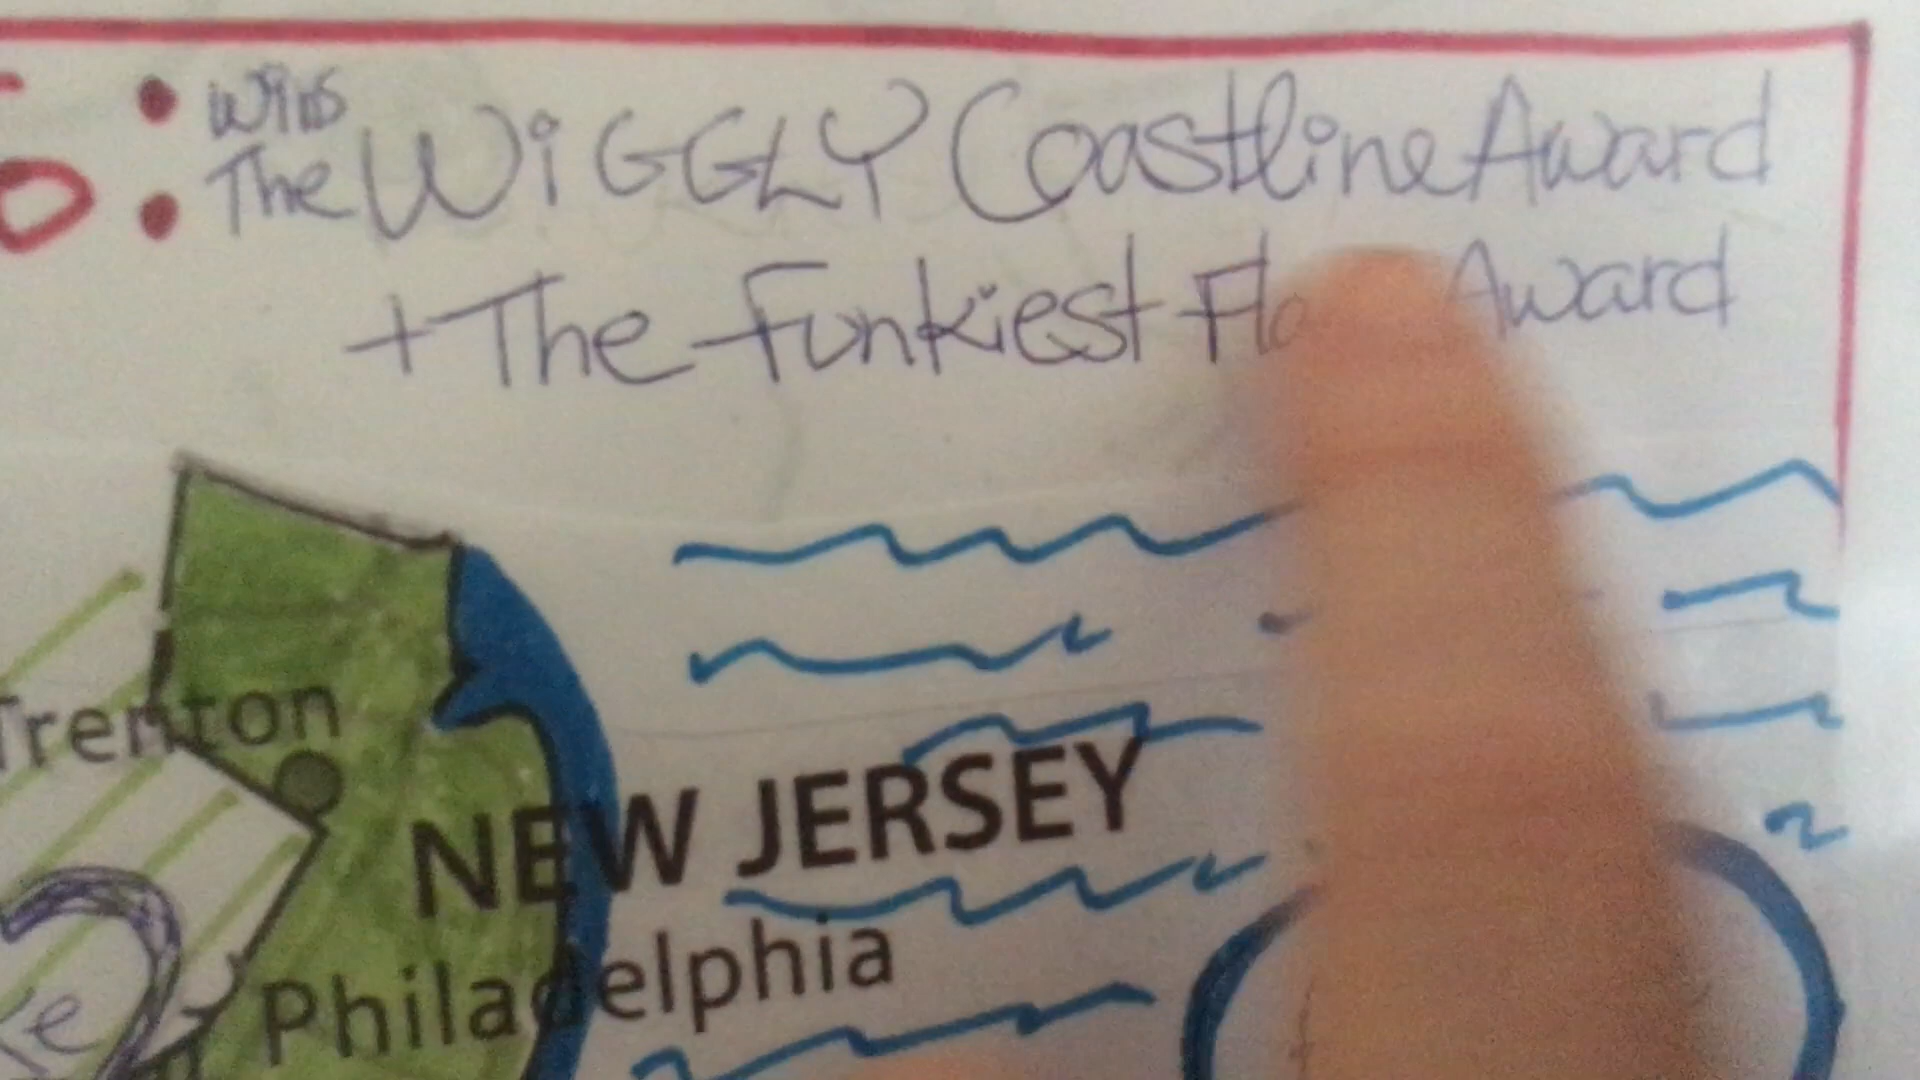 : wins
The WiGGLY Coastline Award
+ The Funkiest Award
Trenton
NEW JERSEY
Philadelphia